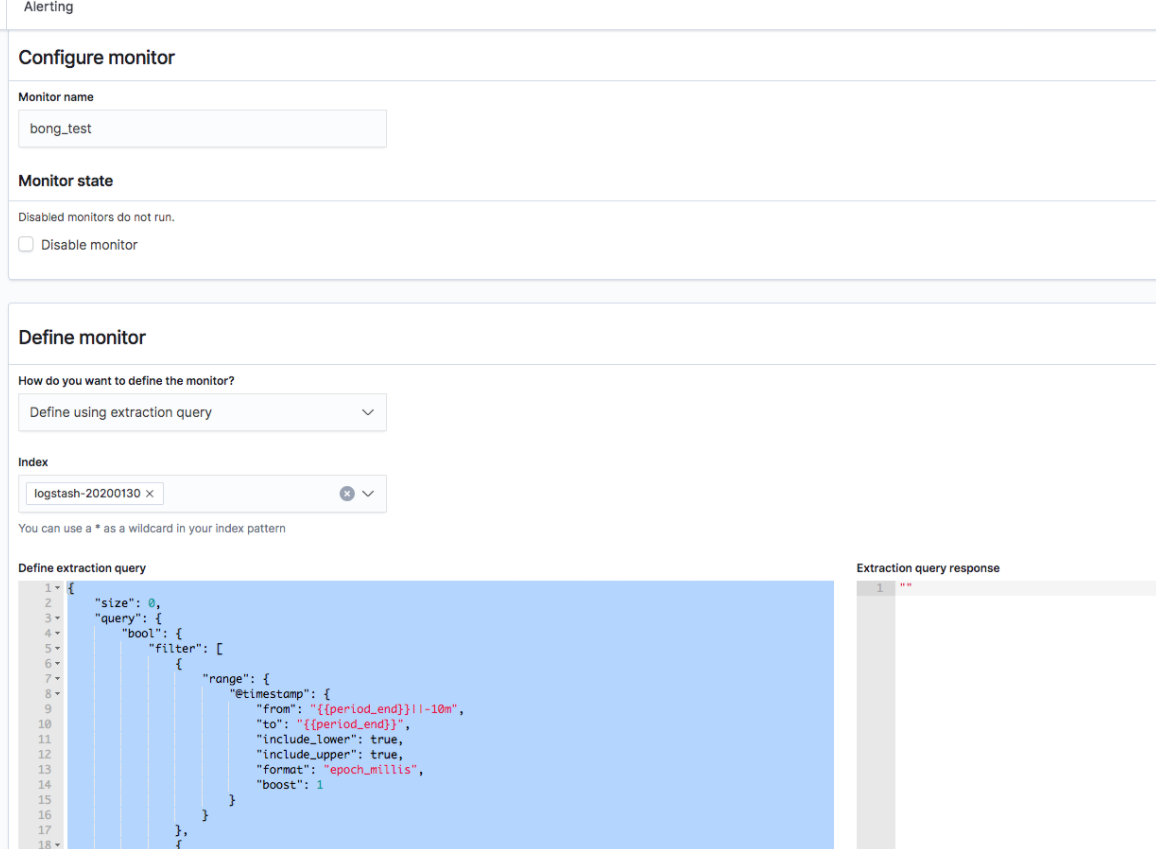 Alerting
Configure monitor
Monitor name
bong_test
Monitor state
Disabled monitors do not run.
Disable monitor
Define monitor
How do you want to define the monitor?
Define using extraction query
Index
logstash-20200130 ×
You can use a * as a wildcard in your index pattern
Define extraction query
Extraction query response
1 {
1 ""
2 "size": 0,
3 "query": {
4 "bool": {
5 "filter": [
6 {
7 "range": {
8 "@timestamp": {
9 "from": "{{period_end}}||-10m",
10 "to": "{{period_end}}",
11 "include_lower": true,
12 "include_upper": true,
13 "format": "epoch_millis",
14 "boost": 1
15 }
16 }
17 },
18 {